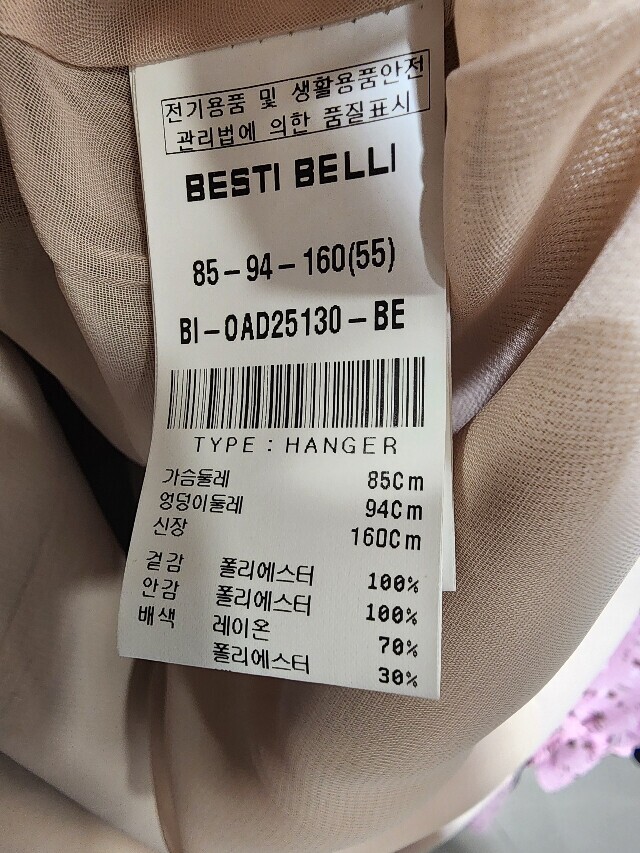 전기용품 및 생활용품안전
관리법에 의한 품질표시
BESTI BELLI
85-94-160(55)
BI-OAD25130-BE
TYPE : HANGER
가슴둘레 85Cm
엉덩이둘레 94Cm
신장 160Cm
겉감 폴리에스터 100%
안감 폴리에스터 100%
배색 레이온 70%
폴리에스터 30%